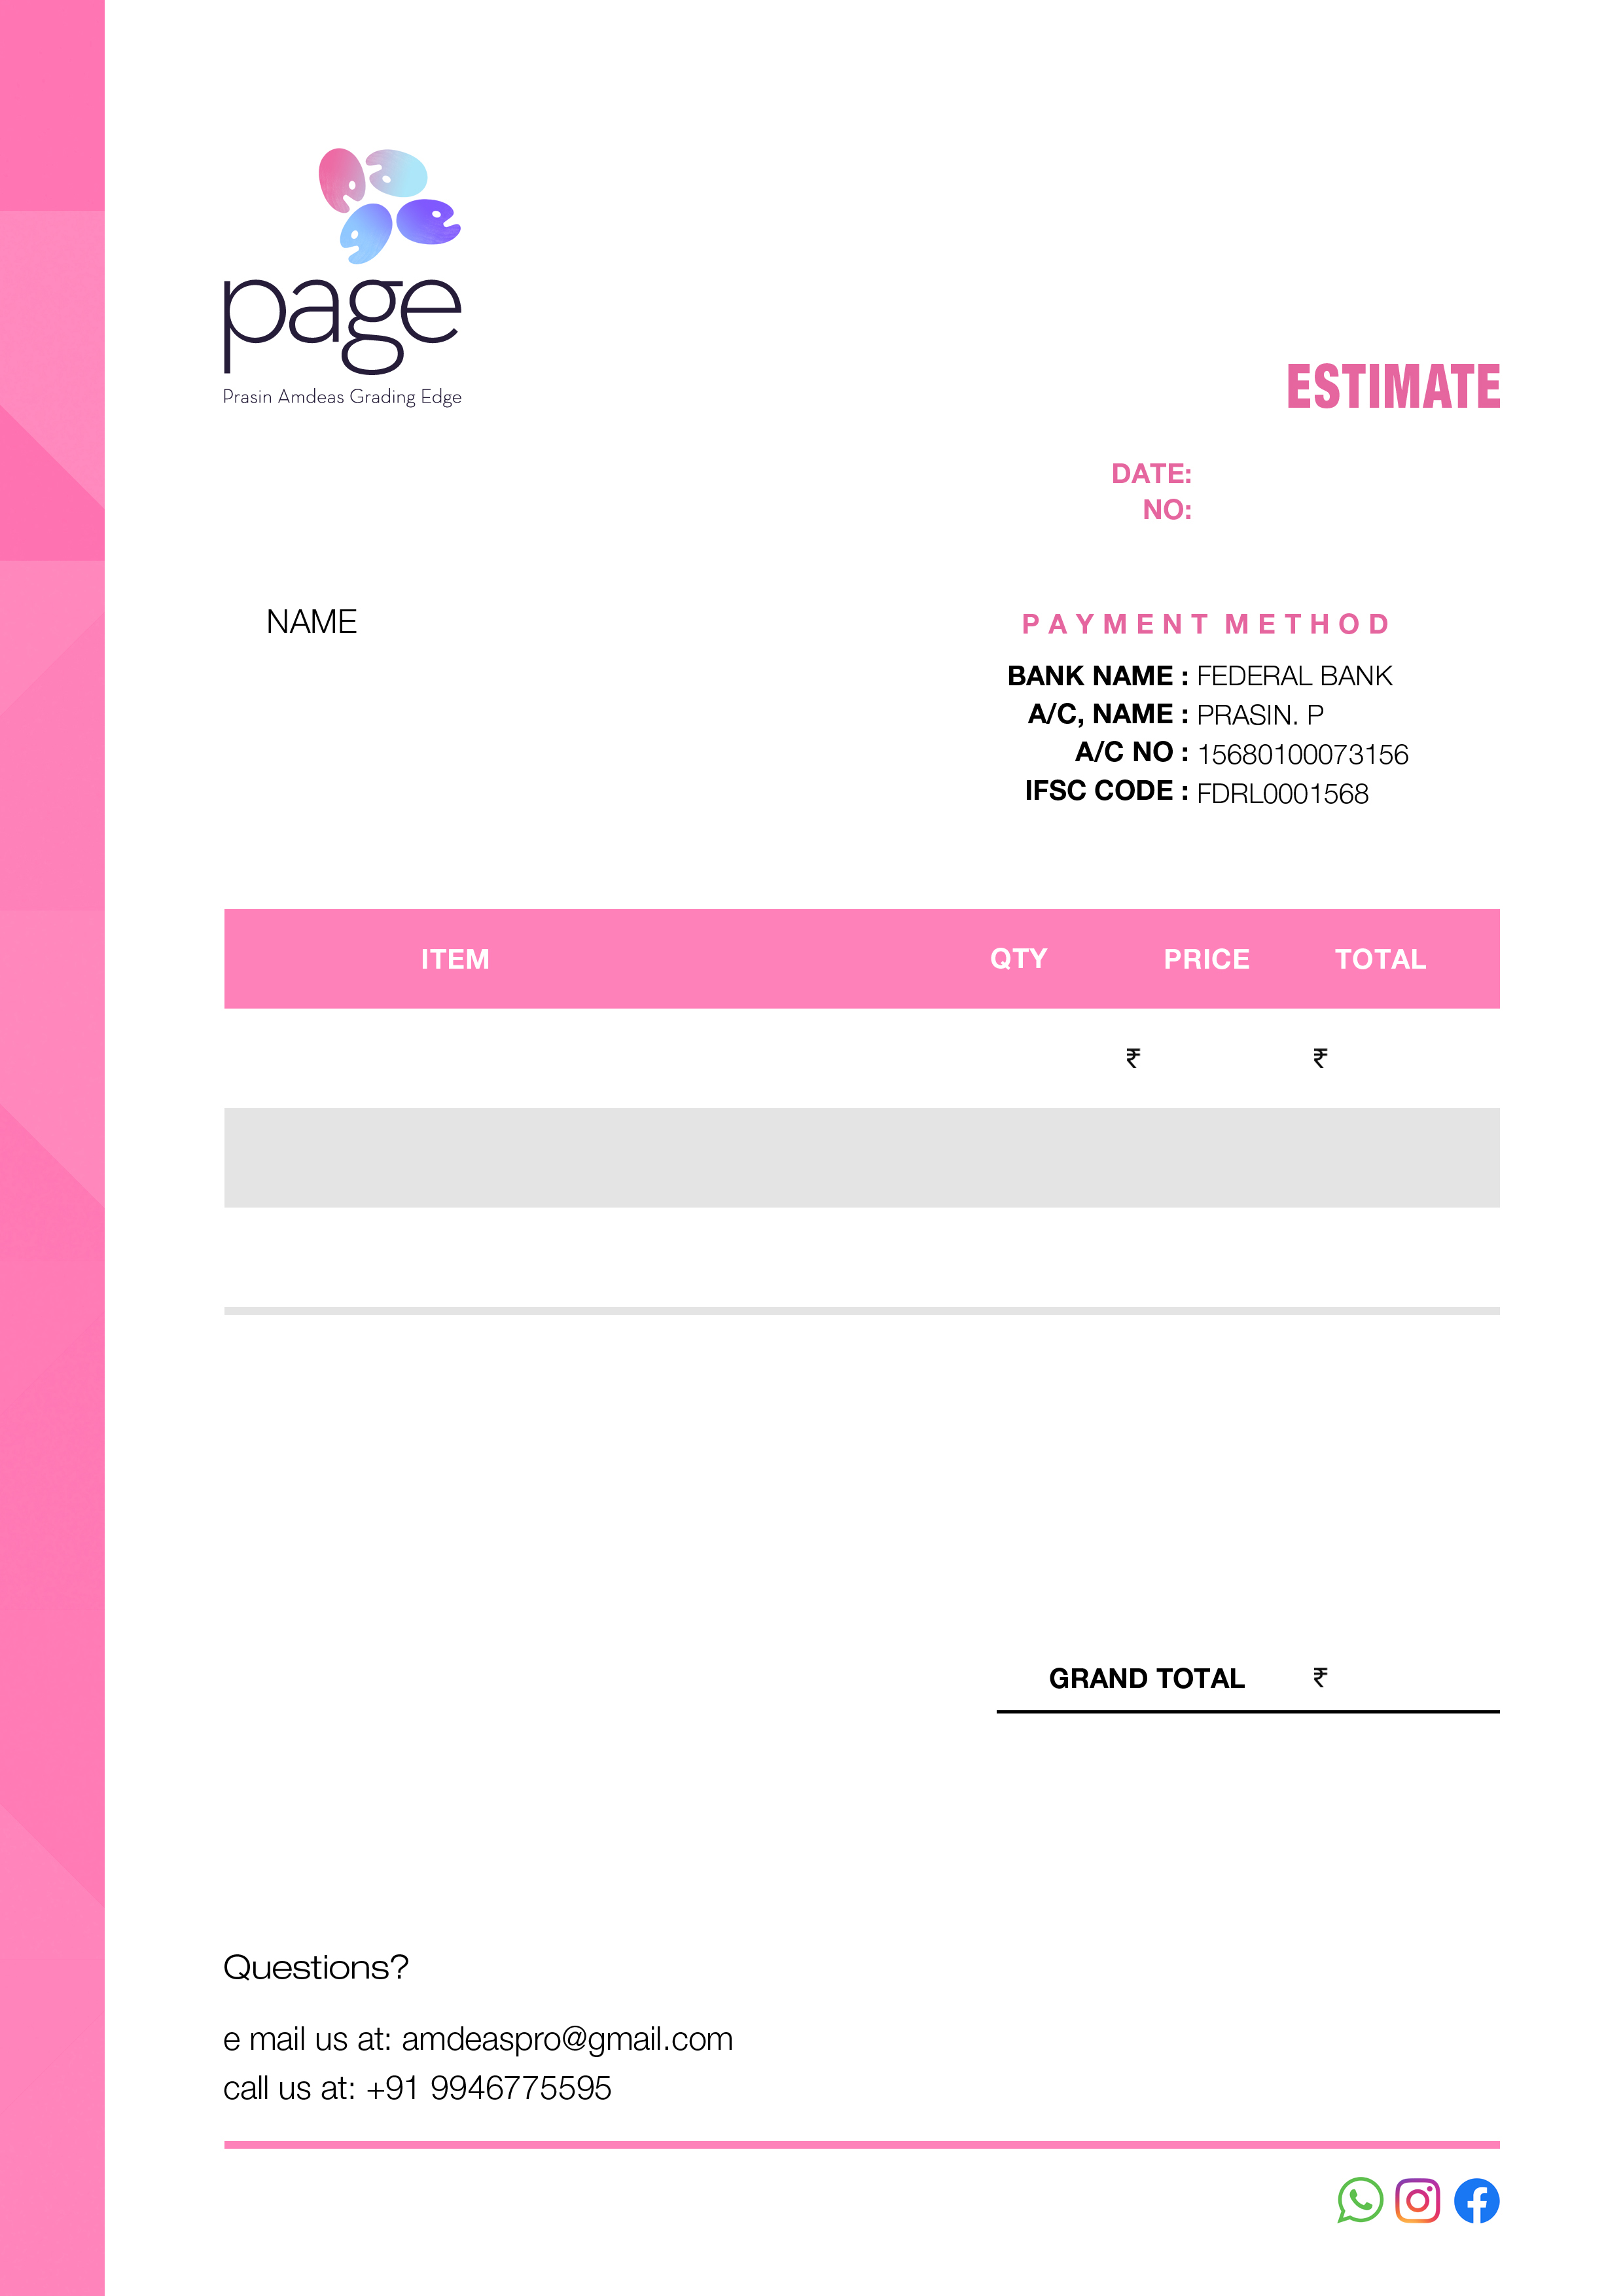 page
Prasin Amdeas Grading Edge
ESTIMATE
DATE:
NO:
NAME
PAYMENT METHOD
BANK NAME : FEDERAL BANK
A/C, NAME : PRASIN. P
A/C NO : 15680100073156
IFSC CODE : FDRL0001568
ITEM QTY PRICE TOTAL
₹ ₹
GRAND TOTAL ₹
Questions?
e mail us at: amdeaspro@gmail.com
call us at: +91 9946775595